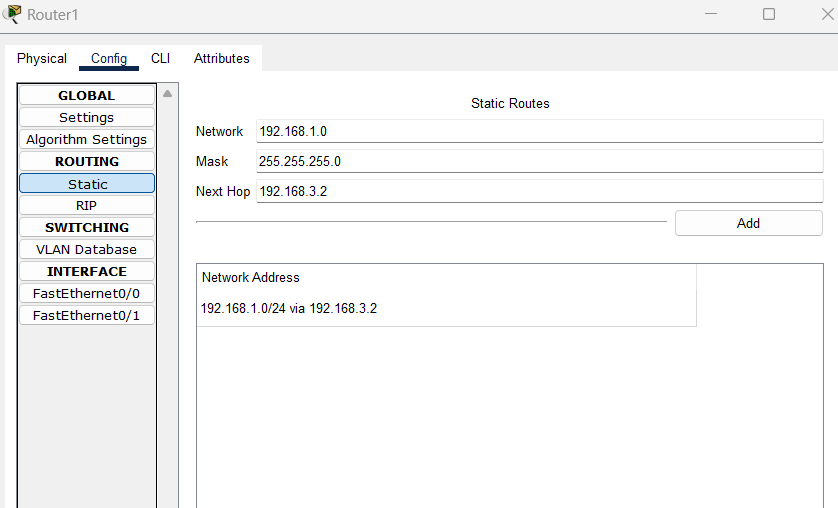 Router1
Physical Config CLI Attributes
GLOBAL
Settings
Algorithm Settings
ROUTING
Static
RIP
SWITCHING
VLAN Database
INTERFACE
FastEthernet0/0
FastEthernet0/1
Static Routes
Network 192.168.1.0
Mask 255.255.255.0
Next Hop 192.168.3.2
Add
Network Address
192.168.1.0/24 via 192.168.3.2